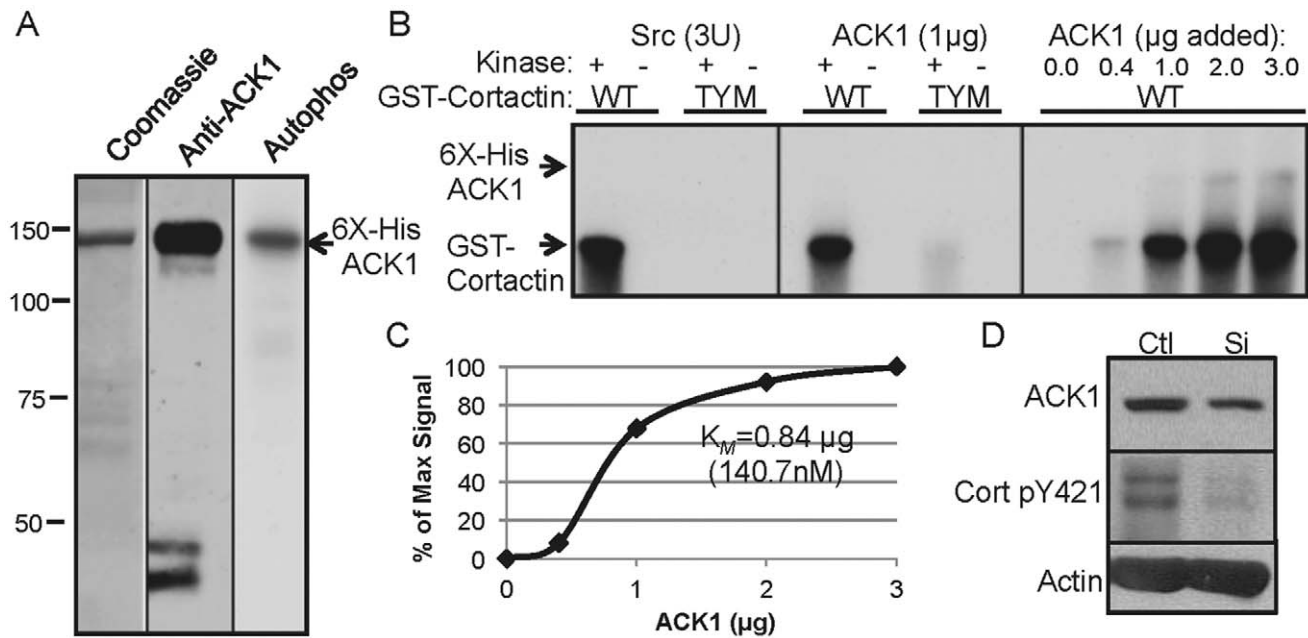 A
Coomassie
Anti-ACK1
Autophos
150
100
75
50
6X-His
ACK1
B
Src (3U)
ACK1 (1µg)
ACK1 (µg added):
Kinase: + - + - + - + - 0.0 0.4 1.0 2.0 3.0
GST-Cortactin: WT TYM WT TYM WT
6X-His
ACK1
GST-
Cortactin
C
% of Max Signal
100
80
60
40
20
0
0 1 2 3
ACK1 (µg)
KM=0.84 µg
(140.7nM)
D
Ctl Si
ACK1
Cort pY421
Actin